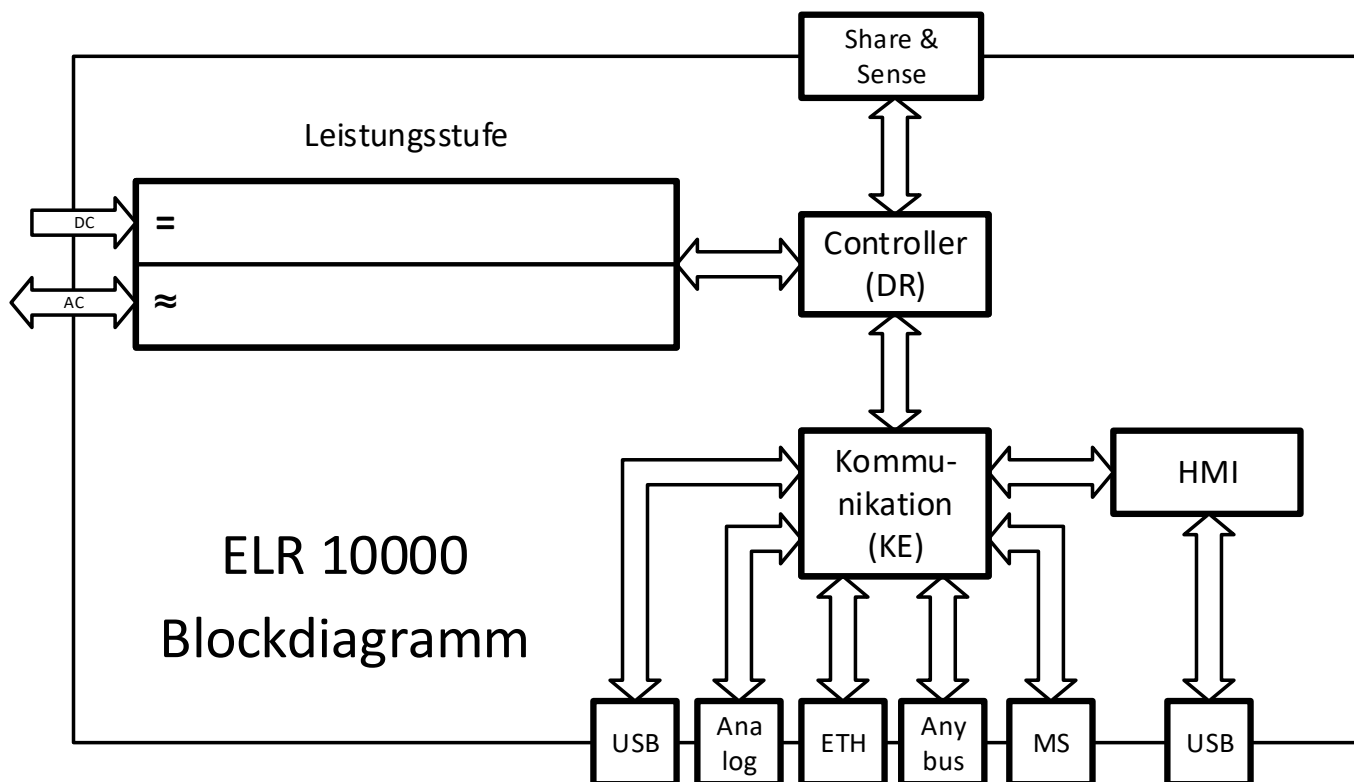 Share &
Sense
Leistungsstufe
DC
=
Controller
(DR)
AC
≈
Kommu-
nikation
(KE)
HMI
ELR 10000
Blockdiagramm
USB
Ana
log
ETH
Any
bus
MS
USB